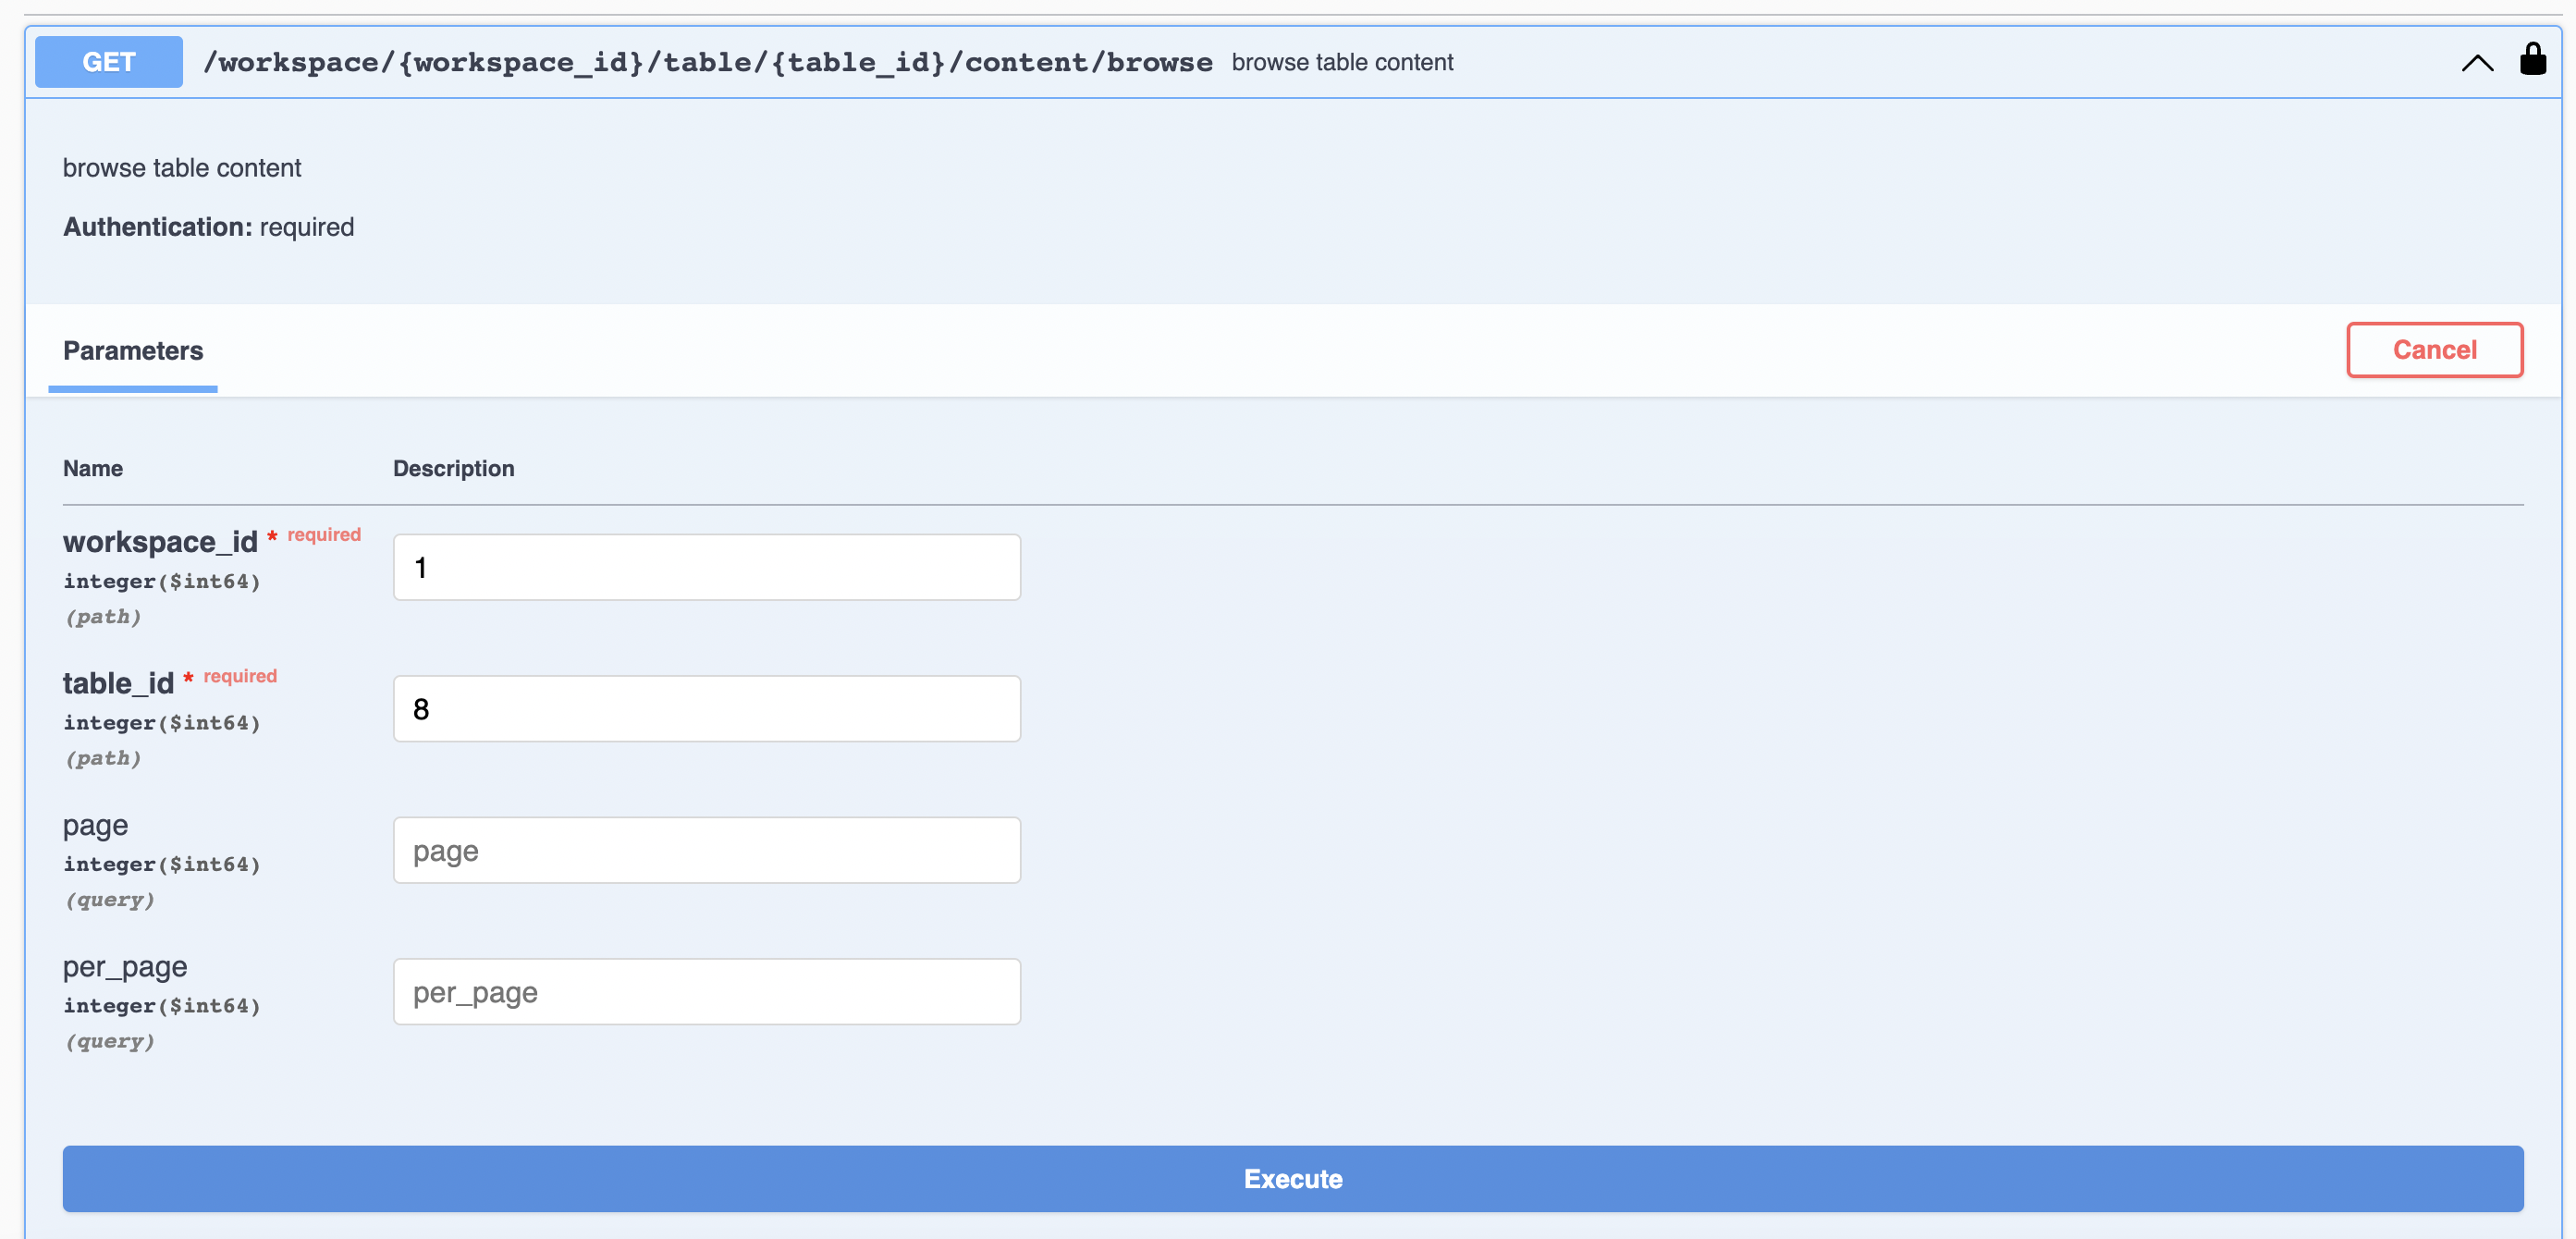 GET /workspace/{workspace_id}/table/{table_id}/content/browse browse table content
browse table content
Authentication: required
Parameters
Cancel
Name Description
workspace_id * required
integer($int64)
(path)
1
table_id * required
integer($int64)
(path)
8
page
integer($int64)
(query)
page
per_page
integer($int64)
(query)
per_page
Execute